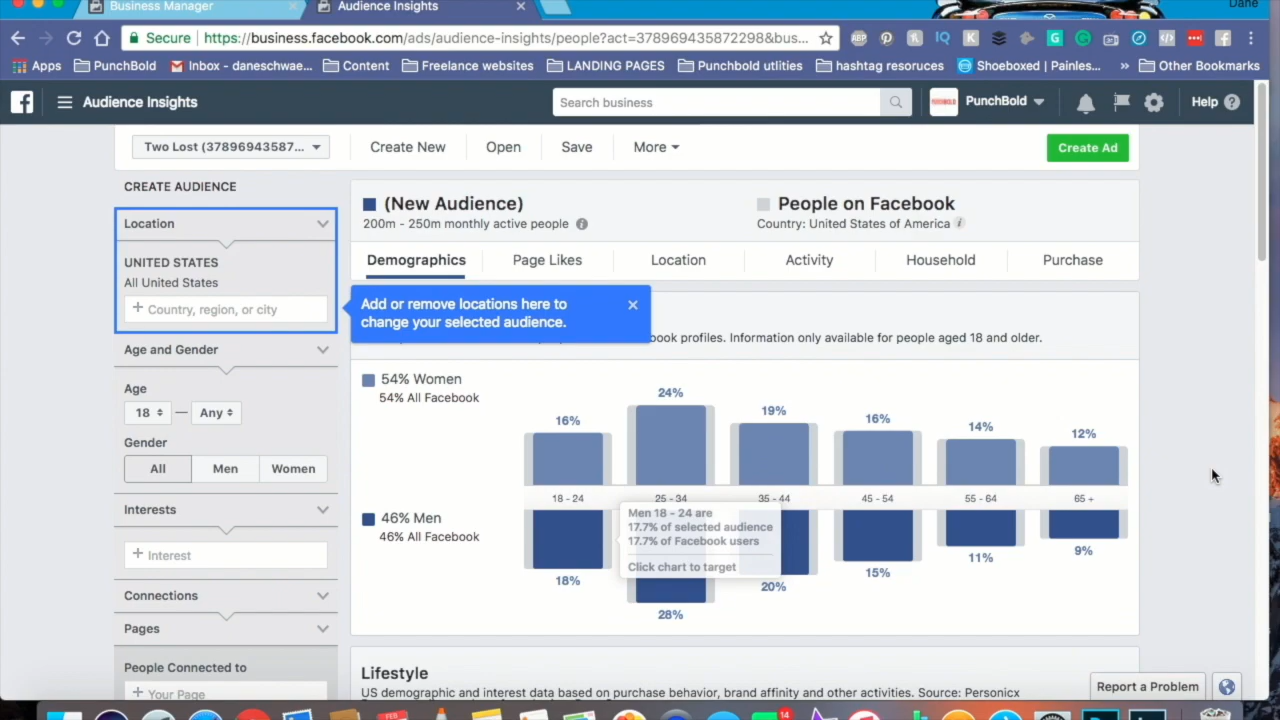 Business Manager
Audience Insights
Dane
Secure
https://business.facebook.com/ads/audience-insights/people?act=378969435872298&bus...
Apps
PunchBold
Inbox - daneschwae...
Content
Freelance websites
LANDING PAGES
Punchbold utlities
hashtag resoruces
Shoeboxed | Painles...
»
Other Bookmarks
Audience Insights
Search business
PunchBold
Help
Two Lost (37896943587...
Create New
Open
Save
More
Create Ad
CREATE AUDIENCE
Location
UNITED STATES
All United States
+ Country, region, or city
Age and Gender
Age
18 — Any
Gender
All
Men
Women
Interests
+ Interest
Connections
Pages
People Connected to
+ Your Page
(New Audience)
200m - 250m monthly active people
People on Facebook
Country: United States of America
Demographics
Page Likes
Location
Activity
Household
Purchase
Add or remove locations here to
change your selected audience.
book profiles. Information only available for people aged 18 and older.
54% Women
54% All Facebook
16%
24%
19%
16%
14%
12%
18 - 24
25 - 34
35 - 44
45 - 54
55 - 64
65 +
46% Men
46% All Facebook
Men 18 - 24 are
17.7% of selected audience
17.7% of Facebook users
Click chart to target
18%
28%
20%
15%
11%
9%
Lifestyle
US demographic and interest data based on purchase behavior, brand affinity and other activities. Source: Personicx
Report a Problem
FEB
14